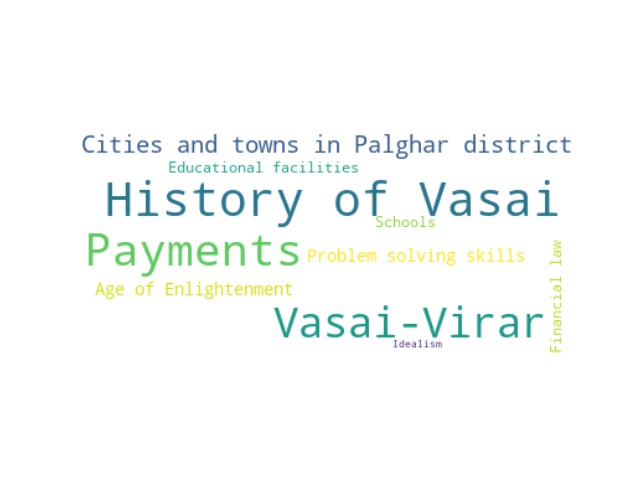 Cities and towns in Palghar district
Educational facilities
History of Vasai
Schools
Payments
Problem solving skills
Age of Enlightenment
Financial law
Vasai-Virar
Idealism